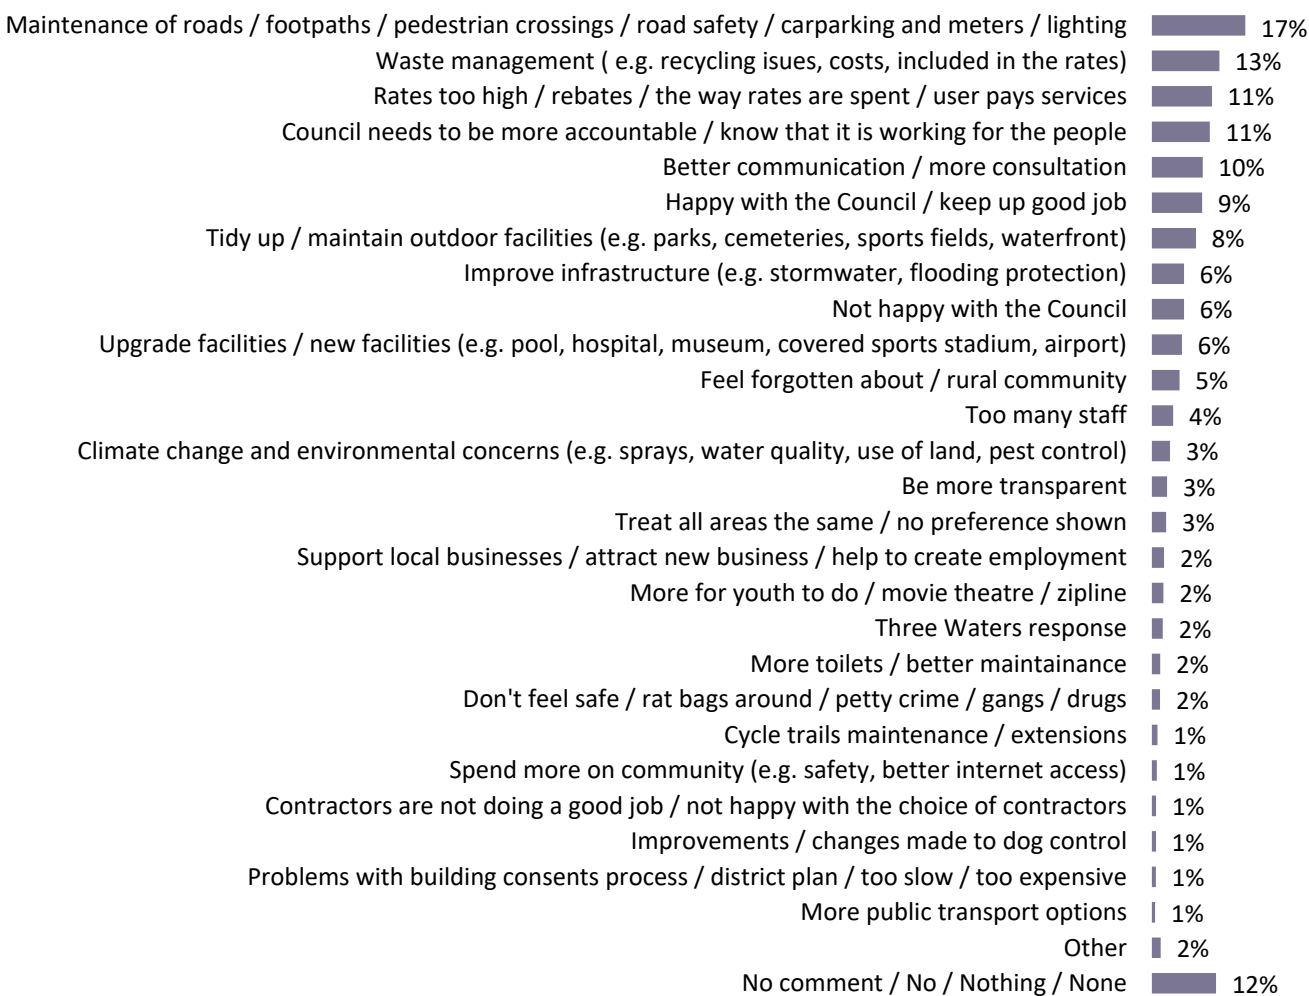 Maintenance of roads / footpaths / pedestrian crossings / road safety / carparking and meters / lighting 17%
Waste management ( e.g. recycling isues, costs, included in the rates) 13%
Rates too high / rebates / the way rates are spent / user pays services 11%
Council needs to be more accountable / know that it is working for the people 11%
Better communication / more consultation 10%
Happy with the Council / keep up good job 9%
Tidy up / maintain outdoor facilities (e.g. parks, cemeteries, sports fields, waterfront) 8%
Improve infrastructure (e.g. stormwater, flooding protection) 6%
Not happy with the Council 6%
Upgrade facilities / new facilities (e.g. pool, hospital, museum, covered sports stadium, airport) 6%
Feel forgotten about / rural community 5%
Too many staff 4%
Climate change and environmental concerns (e.g. sprays, water quality, use of land, pest control) 3%
Be more transparent 3%
Treat all areas the same / no preference shown 3%
Support local businesses / attract new business / help to create employment 2%
More for youth to do / movie theatre / zipline 2%
Three Waters response 2%
More toilets / better maintainance 2%
Don't feel safe / rat bags around / petty crime / gangs / drugs 2%
Cycle trails maintenance / extensions 1%
Spend more on community (e.g. safety, better internet access) 1%
Contractors are not doing a good job / not happy with the choice of contractors 1%
Improvements / changes made to dog control 1%
Problems with building consents process / district plan / too slow / too expensive 1%
More public transport options 1%
Other 2%
No comment / No / Nothing / None 12%